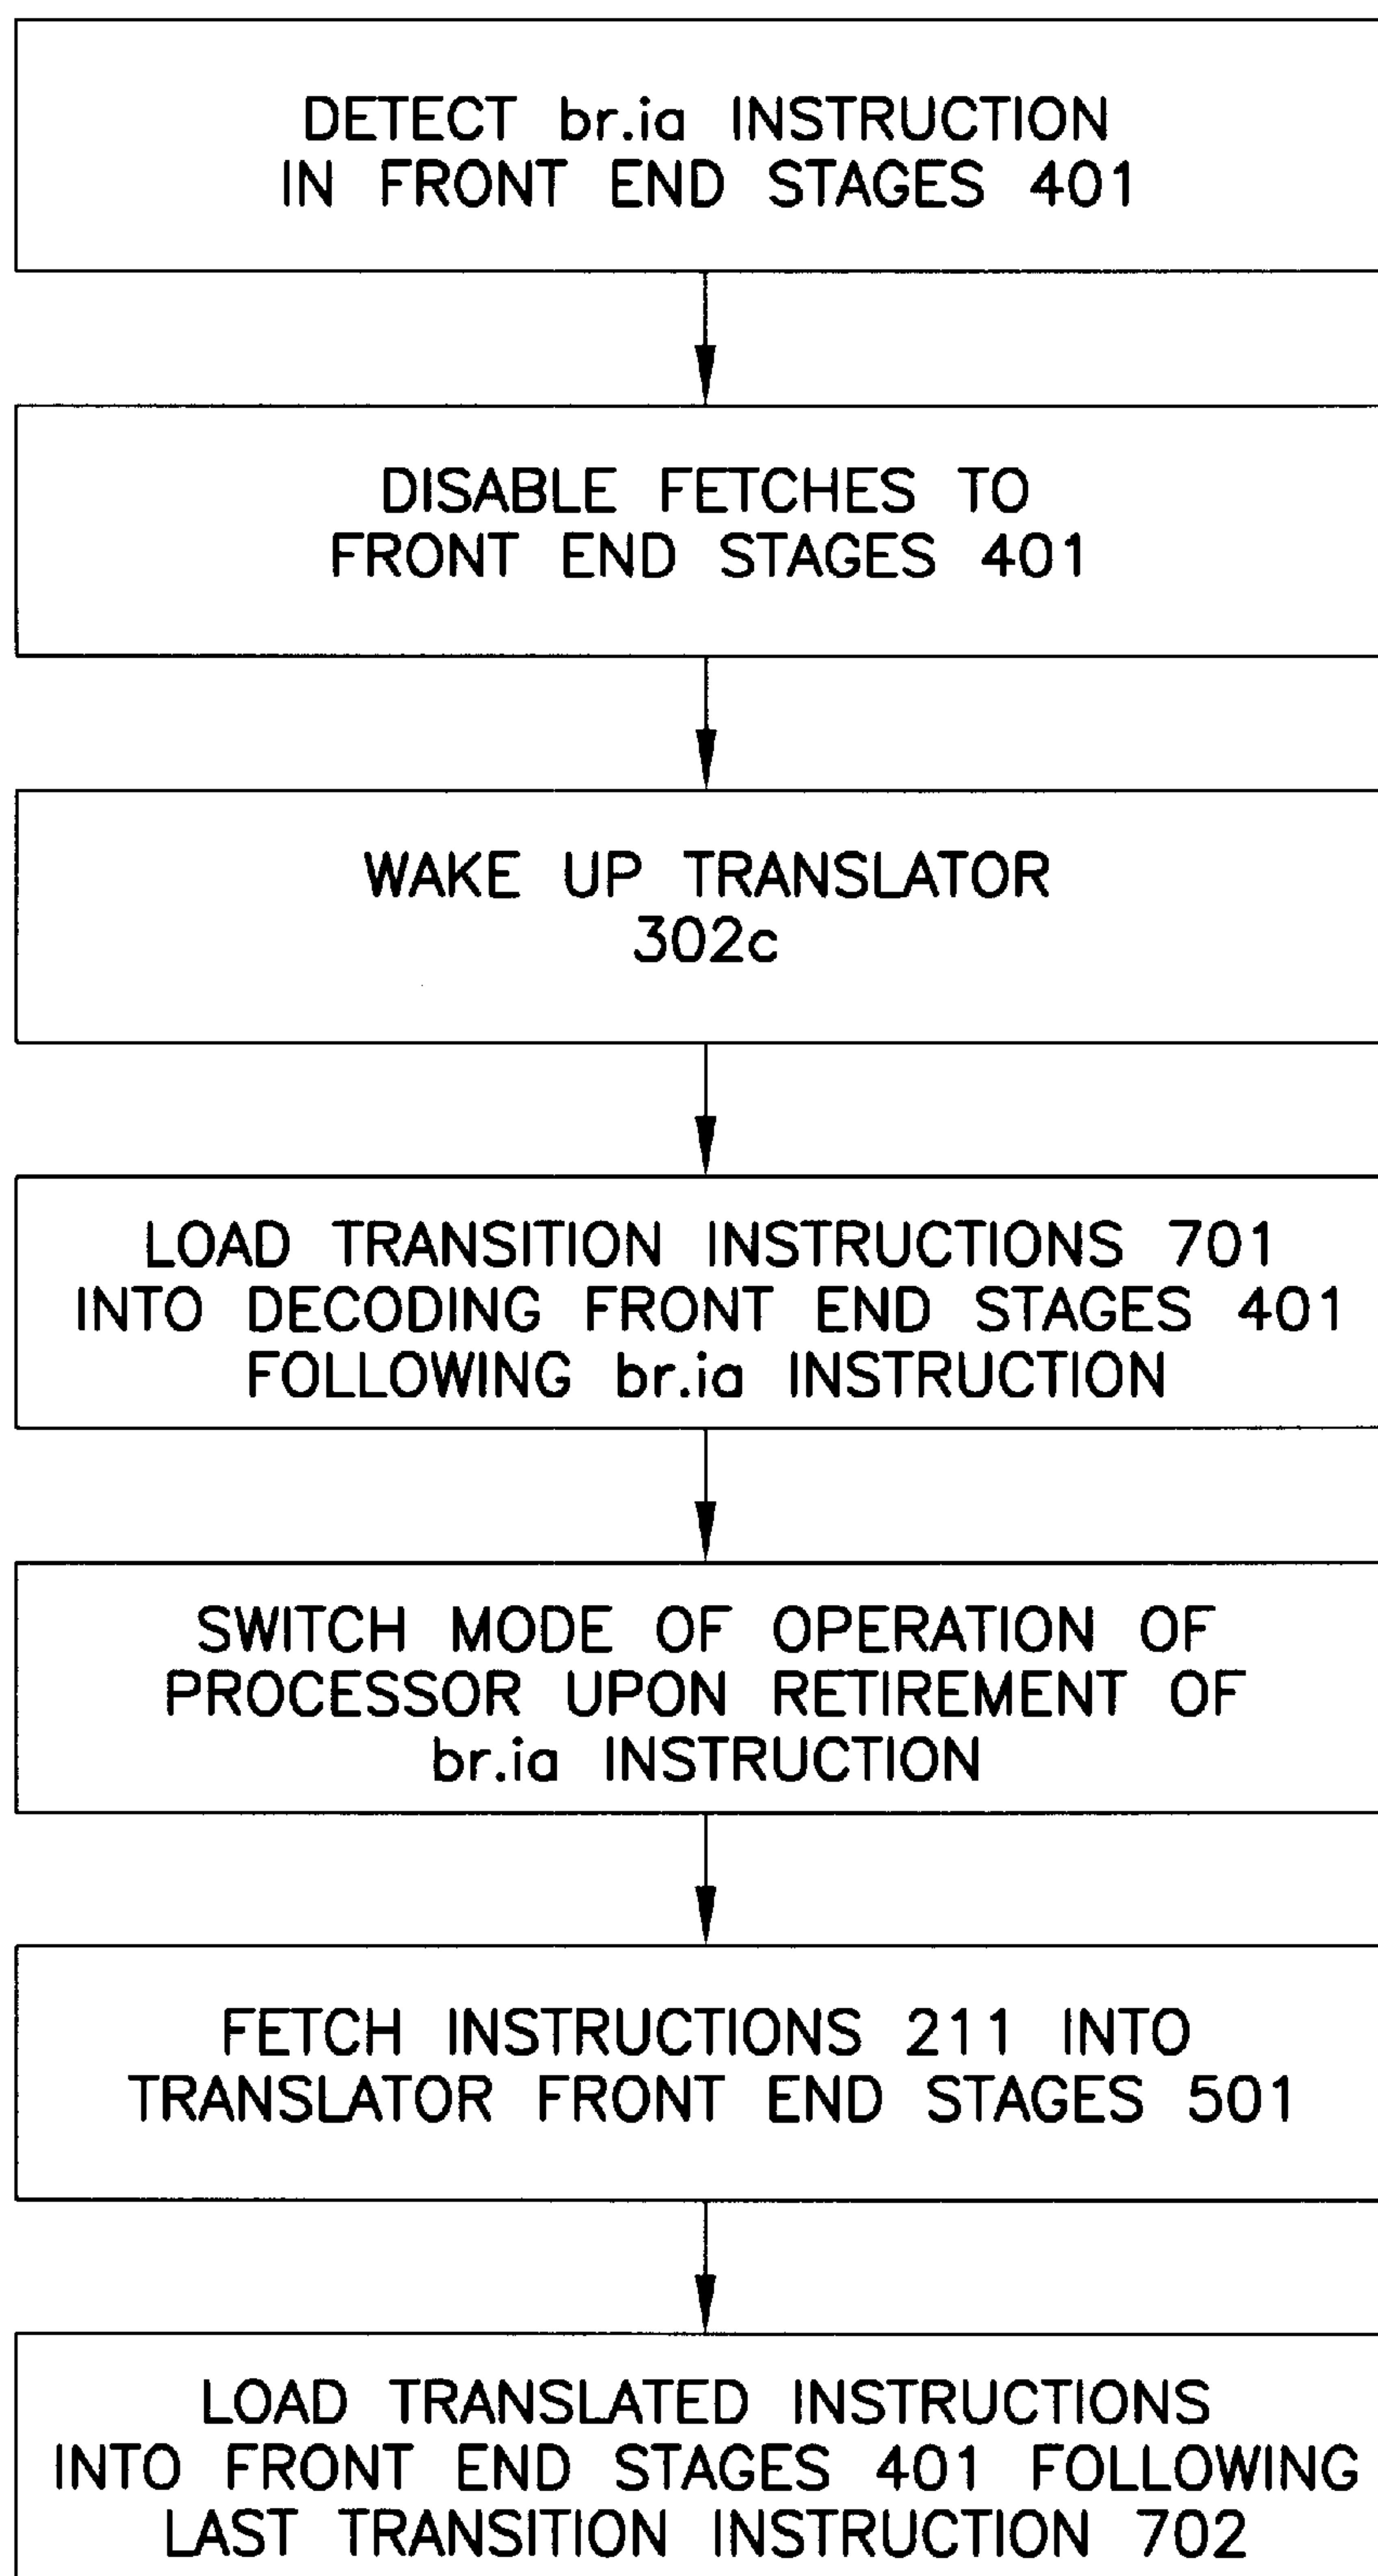 DETECT br.ia INSTRUCTION
IN FRONT END STAGES 401
DISABLE FETCHES TO
FRONT END STAGES 401
WAKE UP TRANSLATOR
302c
LOAD TRANSITION INSTRUCTIONS 701
INTO DECODING FRONT END STAGES 401
FOLLOWING br.ia INSTRUCTION
SWITCH MODE OF OPERATION OF
PROCESSOR UPON RETIREMENT OF
br.ia INSTRUCTION
FETCH INSTRUCTIONS 211 INTO
TRANSLATOR FRONT END STAGES 501
LOAD TRANSLATED INSTRUCTIONS
INTO FRONT END STAGES 401 FOLLOWING
LAST TRANSITION INSTRUCTION 702